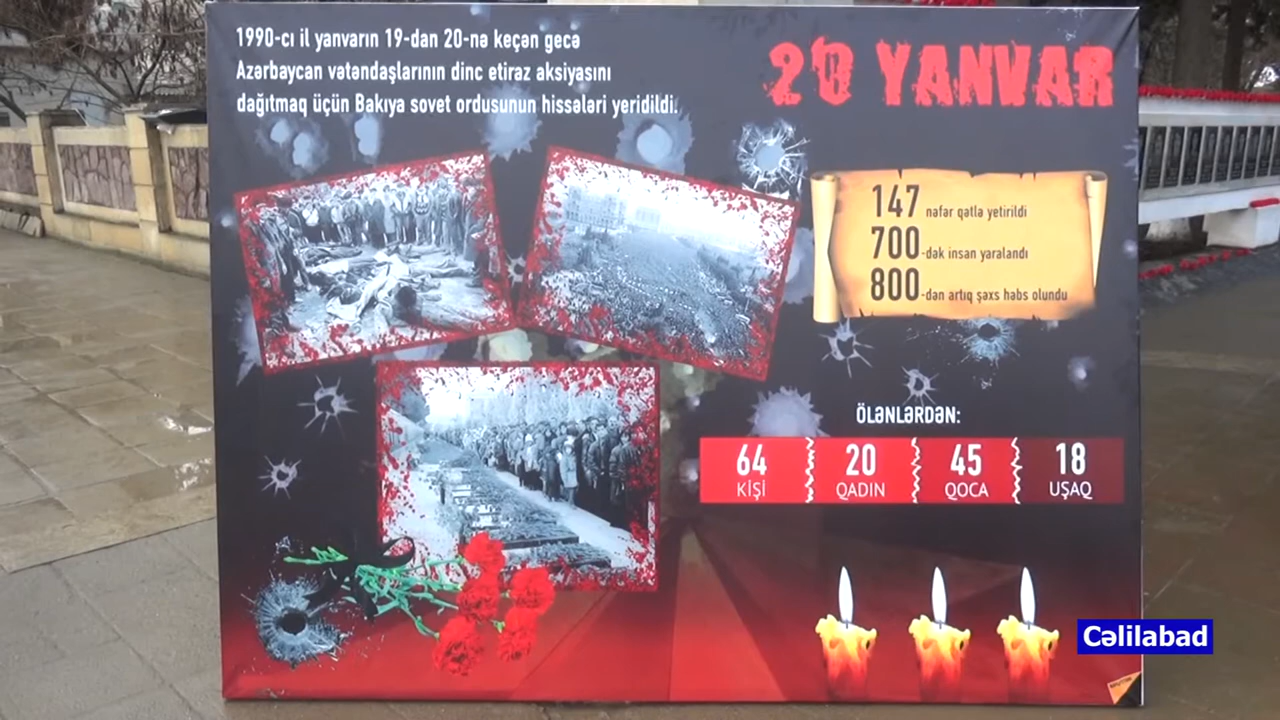 1990-cı il yanvarın 19-dan 20-nə keçən gecə
Azərbaycan vətəndaşlarının dinc etiraz aksiyasını
dağıtmaq üçün Bakıya sovet ordusunun hissələri yeridildi.
20 YANVAR
147 nəfər qətlə yetirildi
700-dək insan yaralandı
800-dən artıq şəxs həbs olundu
ÖLƏNLƏRDƏN:
64 20 45 18
KİŞİ QADIN QOCA UŞAQ
Cəlilabad